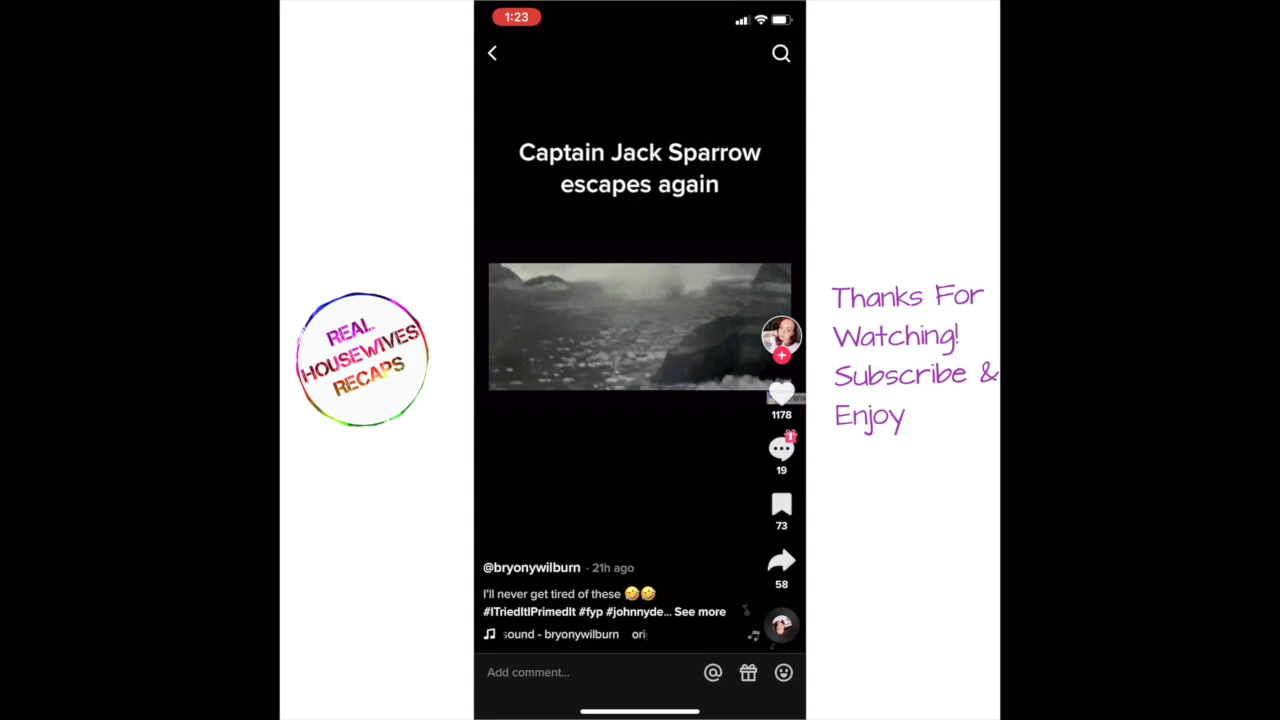 1:23
Captain Jack Sparrow
escapes again
REAL
HOUSEWIVES
RECAPS
Thanks For
Watching!
Subscribe &
Enjoy
1178
19
73
58
@bryonywilburn · 21h ago
I'll never get tired of these 🤣🤣
#ITriedItIPrimedIt #fyp #johnnyde... See more
sound - bryonywilburn ori
Add comment...